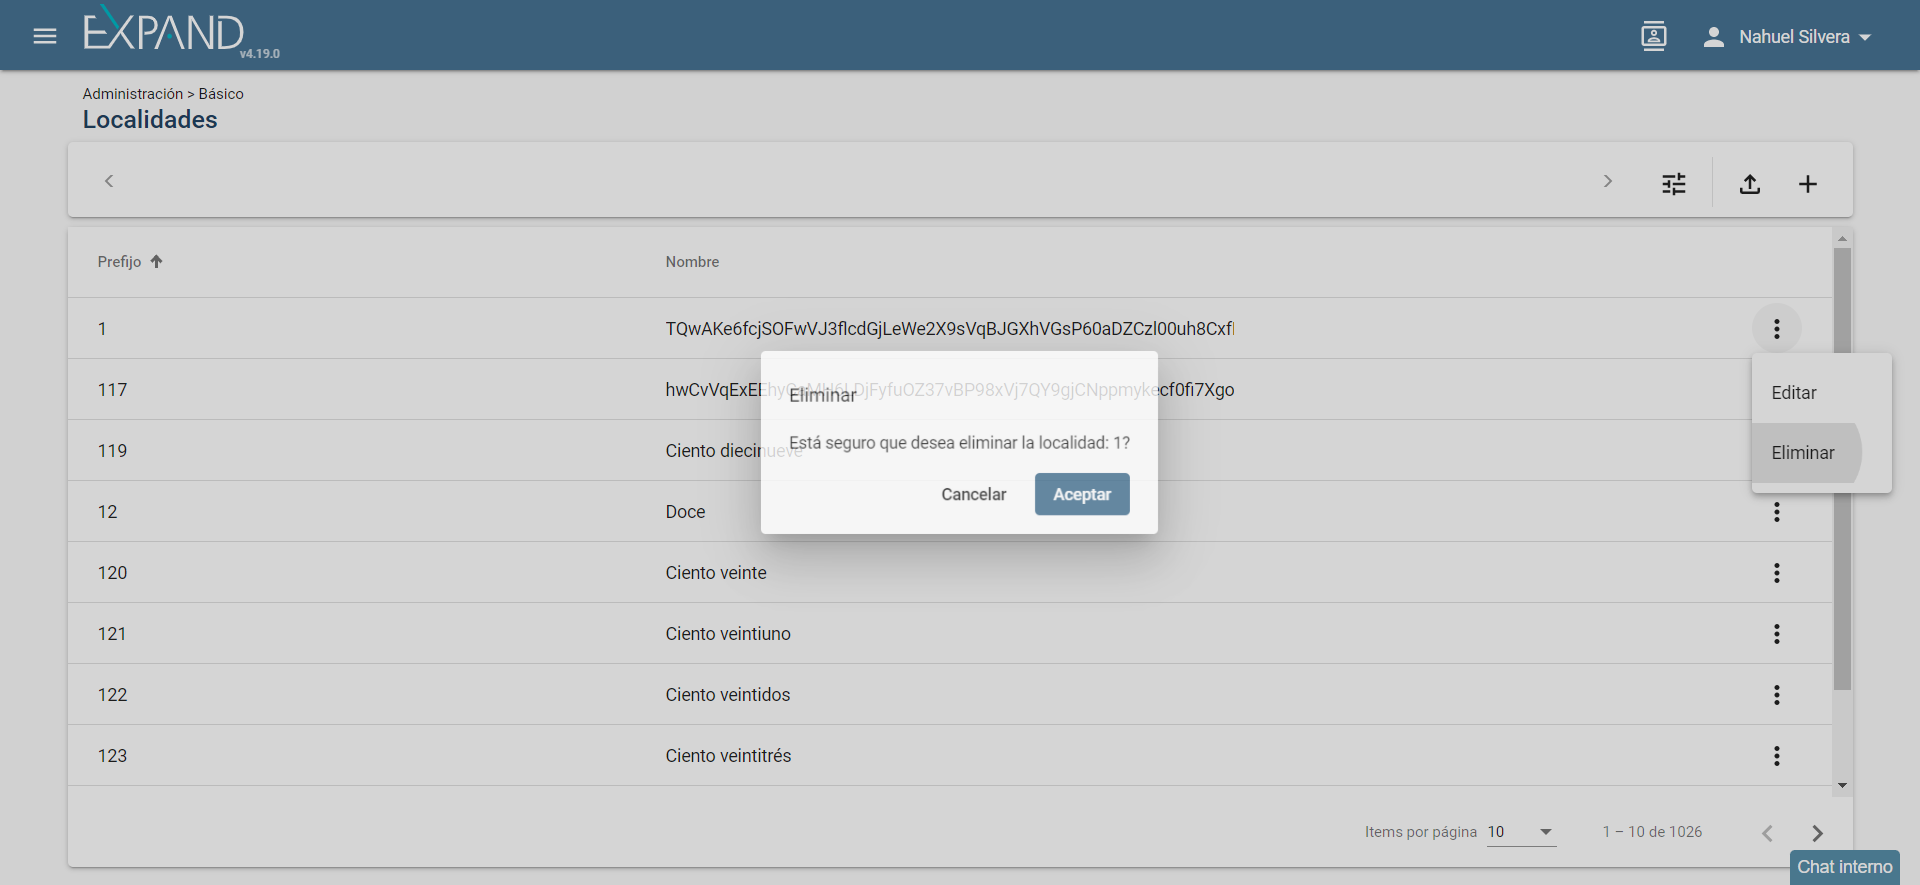 EXPAND
v4.19.0
Nahuel Silvera
Administración > Básico
Localidades
Prefijo
Nombre
1
TQwAKe6fcjSOFwVJ3flcdGjLeWe2X9sVqBJGXhVGsP60aDZCzl00uh8Cxf
117
119
Ciento diecinueve
12
Doce
120
Ciento veinte
121
Ciento veintiuno
122
Ciento veintidos
123
Ciento veintitrés
Editar
Eliminar
Eliminar
Está seguro que desea eliminar la localidad: 1?
Cancelar
Aceptar
Items por página
10
1 – 10 de 1026
Chat interno